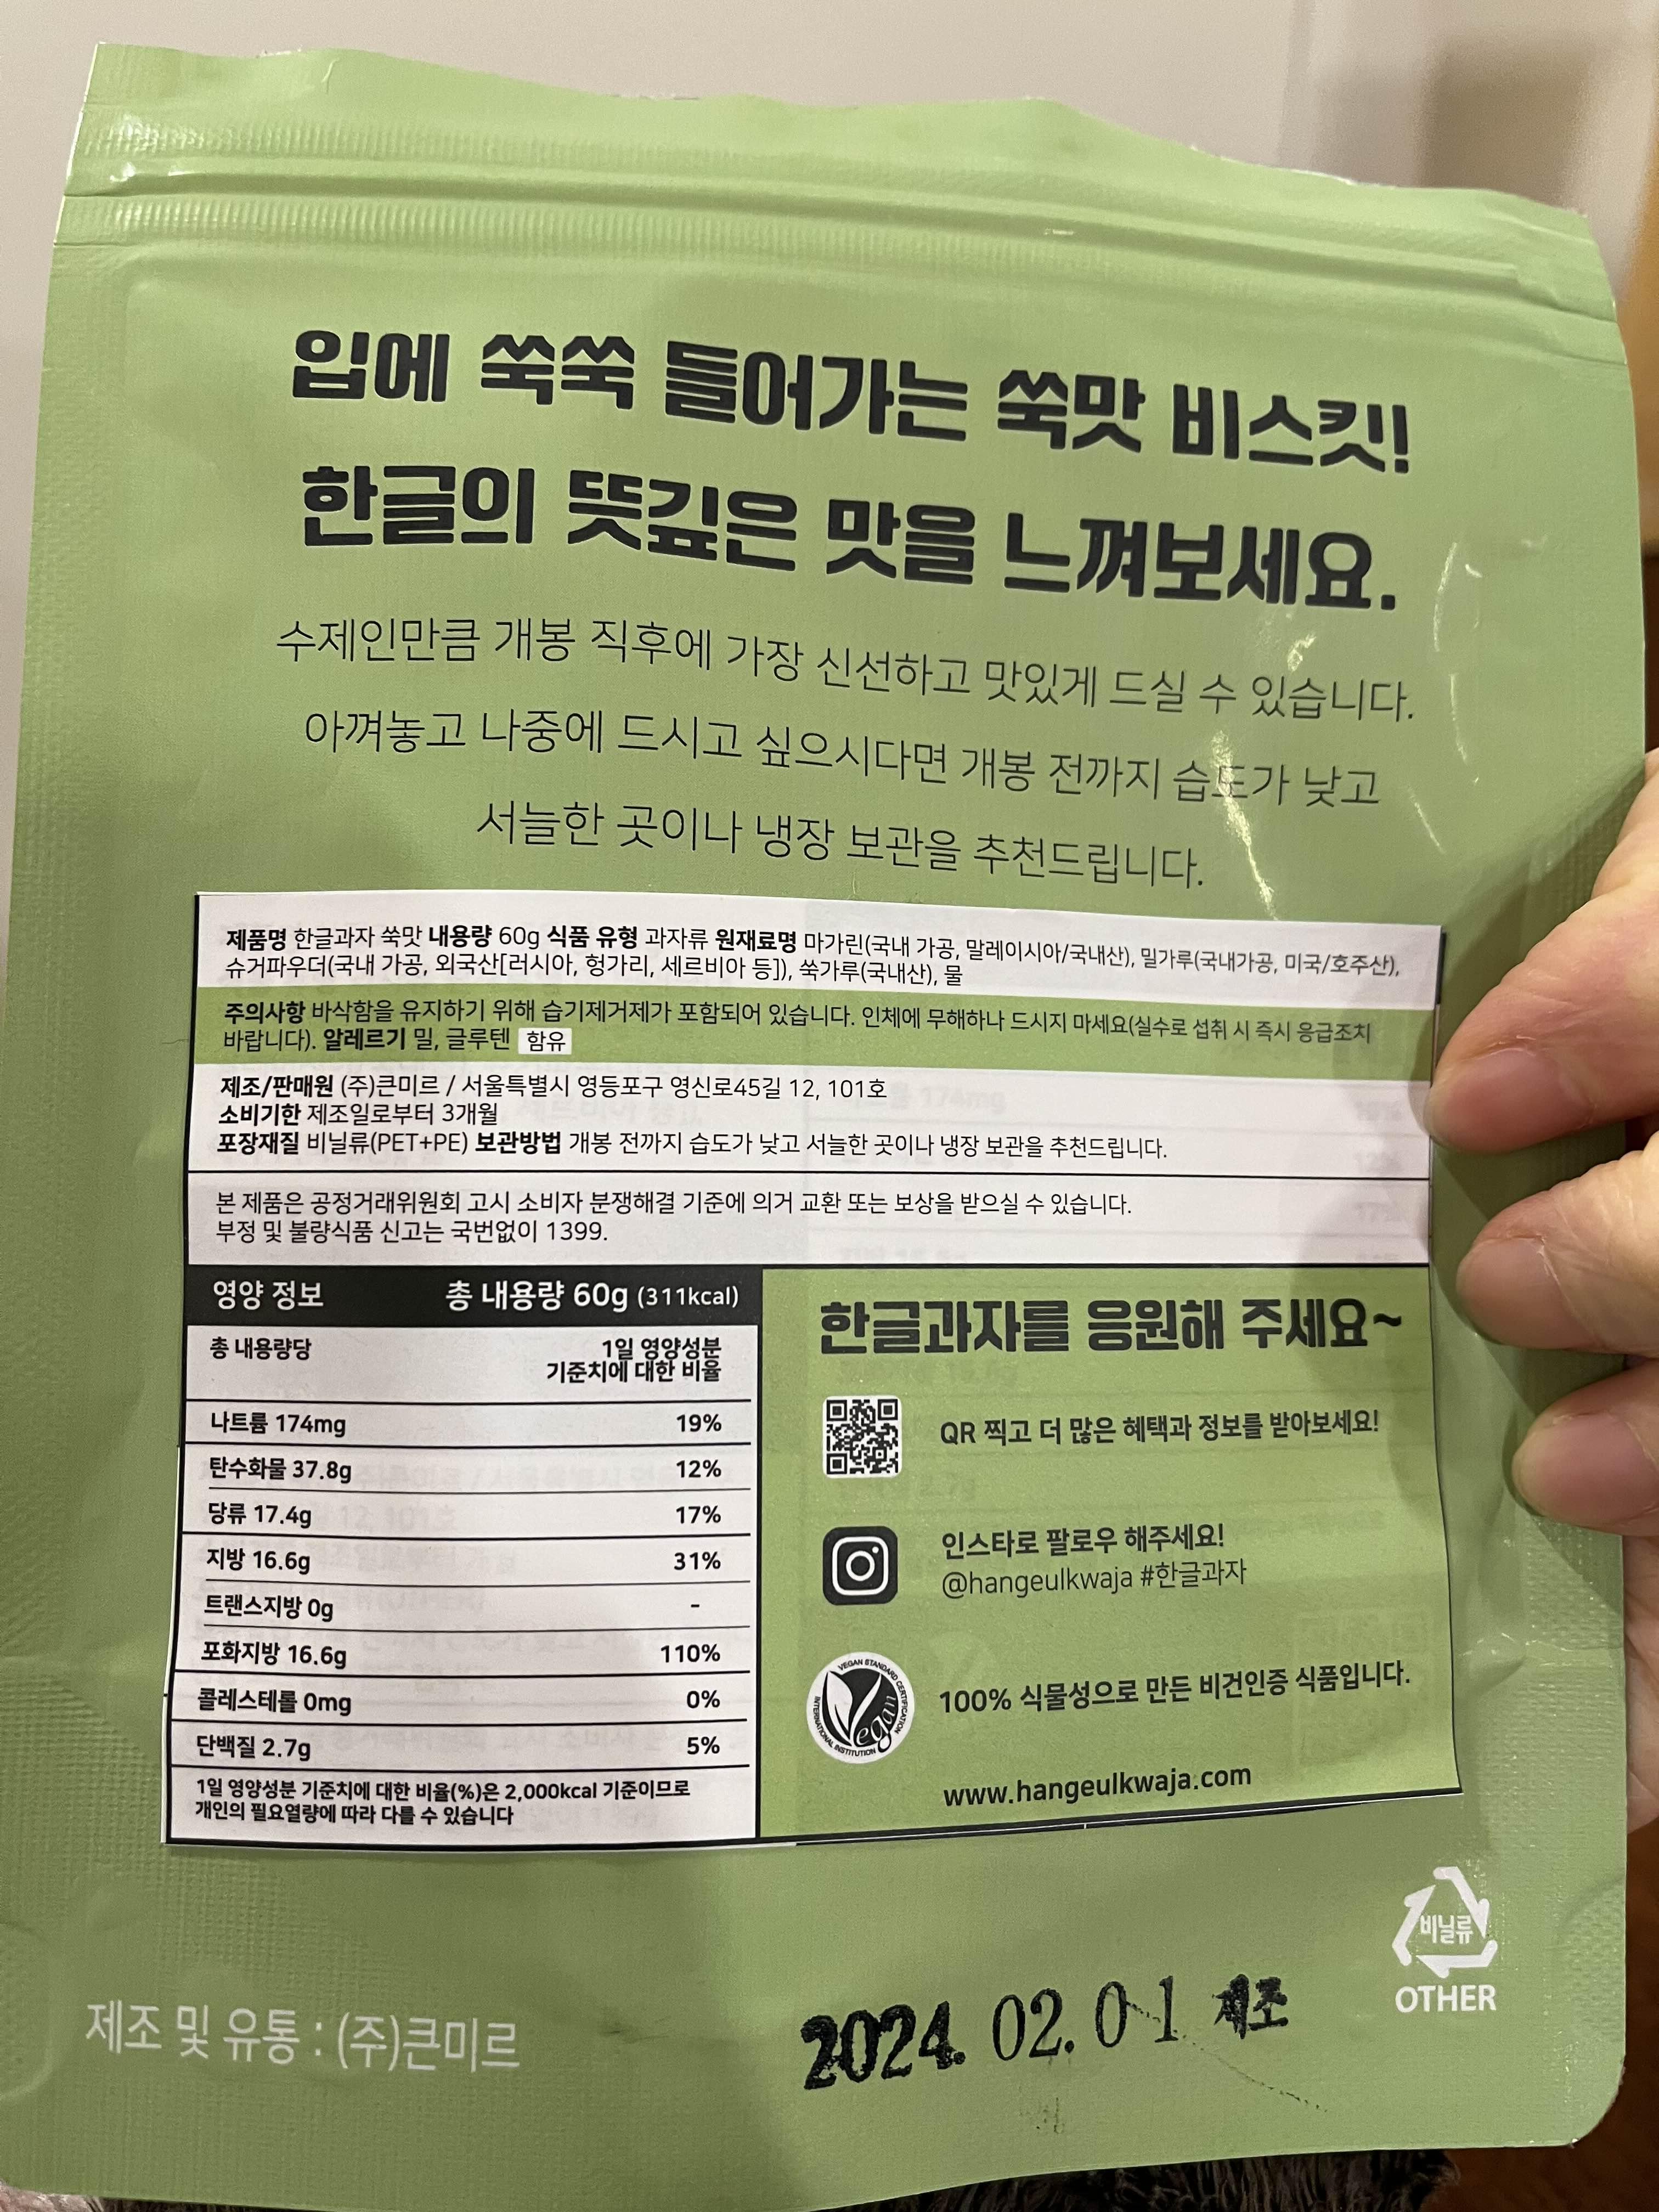 입에 쑥쑥 들어가는 쑥맛 비스킷!
한글의 뜻깊은 맛을 느껴보세요.
수제인만큼 개봉 직후에 가장 신선하고 맛있게 드실 수 있습니다.
아껴놓고 나중에 드시고 싶으시다면 개봉 전까지 습도가 낮고
서늘한 곳이나 냉장 보관을 추천드립니다.
제품명 한글과자 쑥맛 내용량 60g 식품 유형 과자류 원재료명 마가린(국내 가공, 말레이시아/국내산), 밀가루(국내가공, 미국/호주산),
슈거파우더(국내 가공, 외국산[러시아, 헝가리, 세르비아 등]), 쑥가루(국내산), 물
주의사항 바삭함을 유지하기 위해 습기제거제가 포함되어 있습니다. 인체에 무해하나 드시지 마세요(실수로 섭취 시 즉시 응급조치
바랍니다). 알레르기 밀, 글루텐 함유
제조/판매원 (주)큰미르 / 서울특별시 영등포구 영신로45길 12, 101호
소비기한 제조일로부터 3개월
포장재질 비닐류(PET+PE) 보관방법 개봉 전까지 습도가 낮고 서늘한 곳이나 냉장 보관을 추천드립니다.
본 제품은 공정거래위원회 고시 소비자 분쟁해결 기준에 의거 교환 또는 보상을 받으실 수 있습니다.
부정 및 불량식품 신고는 국번없이 1399.
영양 정보 총 내용량 60g (311kcal)
총 내용량당 1일 영양성분
기준치에 대한 비율
나트륨 174mg 19%
탄수화물 37.8g 12%
당류 17.4g 17%
지방 16.6g 31%
트랜스지방 0g -
포화지방 16.6g 110%
콜레스테롤 0mg 0%
단백질 2.7g 5%
1일 영양성분 기준치에 대한 비율(%)은 2,000kcal 기준이므로
개인의 필요열량에 따라 다를 수 있습니다
한글과자를 응원해 주세요~
QR 찍고 더 많은 혜택과 정보를 받아보세요!
인스타로 팔로우 해주세요!
@hangeulkwaja #한글과자
VEGAN STANDARD CERTIFICATION
Vegan
INTERNATIONAL INSTITUTION
100% 식물성으로 만든 비건인증 식품입니다.
www.hangeulkwaja.com
비닐류
OTHER
제조 및 유통 : (주)큰미르
2024. 02. 01 제조